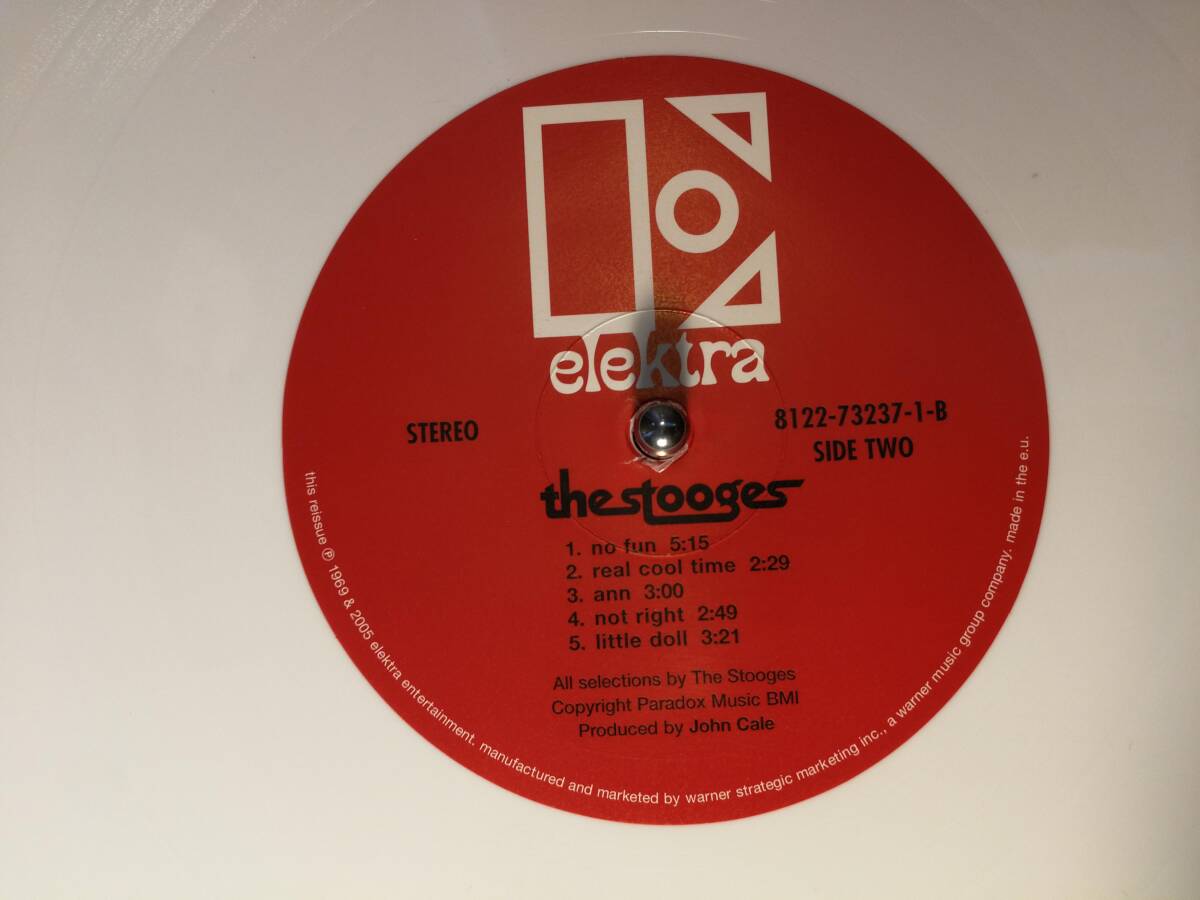 elektra
STEREO
8122-73237-1-B
SIDE TWO
the stooges
1. no fun 5:15
2. real cool time 2:29
3. ann 3:00
4. not right 2:49
5. little doll 3:21
All selections by The Stooges
Copyright Paradox Music BMI
Produced by John Cale
this reissue ℗ 1969 & 2005 elektra entertainment. manufactured and marketed by warner strategic marketing inc., a warner music group company. made in the e.u.